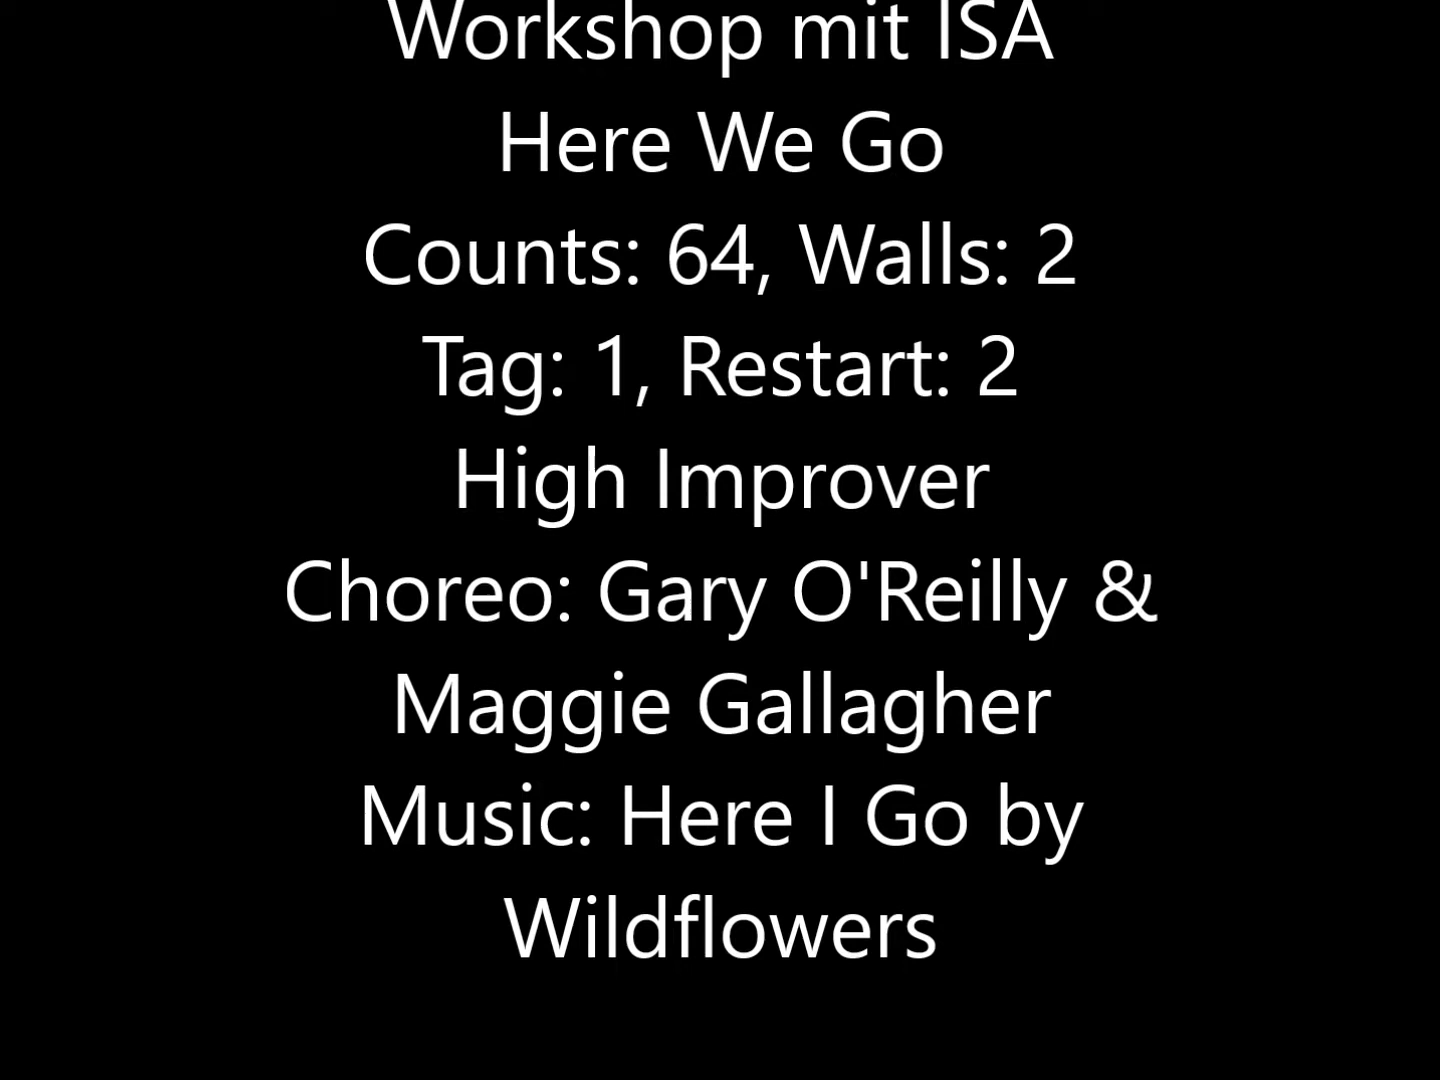 Workshop mit ISA
Here We Go
Counts: 64, Walls: 2
Tag: 1, Restart: 2
High Improver
Choreo: Gary O'Reilly &
Maggie Gallagher
Music: Here I Go by
Wildflowers